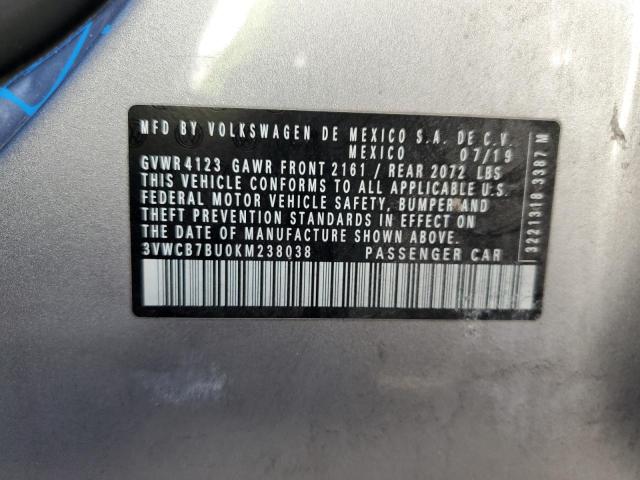 MFD BY VOLKSWAGEN DE MEXICO S.A. DE C.V.
MEXICO 07/19
GVWR 4123 GAWR FRONT 2161 / REAR 2072 LBS
THIS VEHICLE CONFORMS TO ALL APPLICABLE U.S.
FEDERAL MOTOR VEHICLE SAFETY, BUMPER AND
THEFT PREVENTION STANDARDS IN EFFECT ON
THE DATE OF MANUFACTURE SHOWN ABOVE.
3VWCB7BU0KM238038 PASSENGER CAR
3221318-3387 M